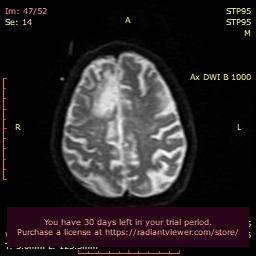 Im: 47/52
Se: 14
A
STP95
STP95
M
Ax DWI B 1000
R
L
You have 30 days left in your trial period.
Purchase a license at https://radiantviewer.com/store/